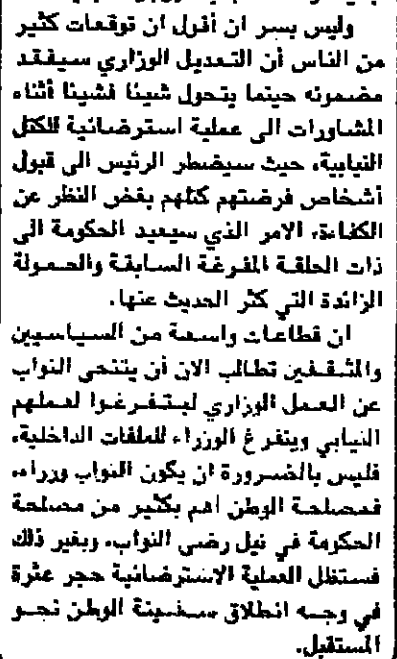 وليس بسر ان أقول ان توقعات كثير
من الناس أن التعديل الوزاري سيفقد
مضمونه حينما يتحول شيئا فشيئا أثناء
المشاورات الى عملية استرضائية للكتل
النيابية، حيث سيضطر الرئيس الى قبول
أشخاص فرضتهم كتلهم بغض النظر عن
الكفاءة، الامر الذي سيعيد الحكومة الى
ذات الحلقة المفرغة السابقة والحمولة
الزائدة التي كثر الحديث عنها.
ان قطاعات واسعة من السياسيين
والمثقفين تطالب الان أن يتنحى النواب
عن العمل الوزاري ليتفرغوا لعملهم
النيابي ويتفرغ الوزراء للملفات الداخلية،
فليس بالضرورة ان يكون النواب وزراء،
فمصلحة الوطن اهم بكثير من مصلحة
الحكومة في نيل رضى النواب، وبغير ذلك
فستظل العملية الاسترضائية حجر عثرة
في وجه انطلاق سفينة الوطن نحو
المستقبل.